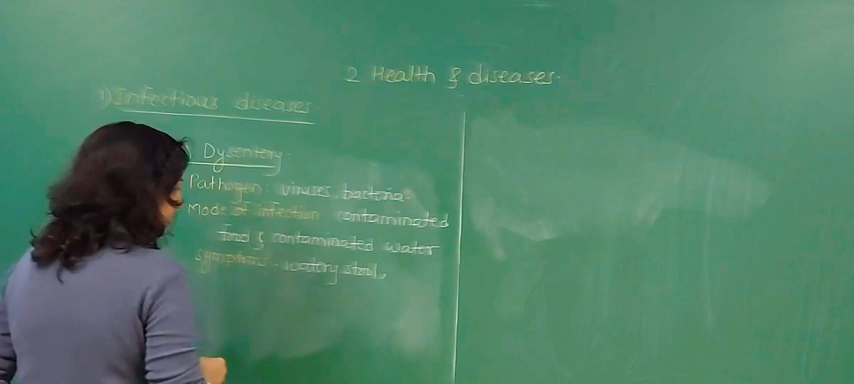 2 Health & diseases.
1) Infectious diseases
) Dysentery.
Pathogen: viruses, bacteria.
Mode of infection contaminated
food & contaminated water
symptoms - watery stool,